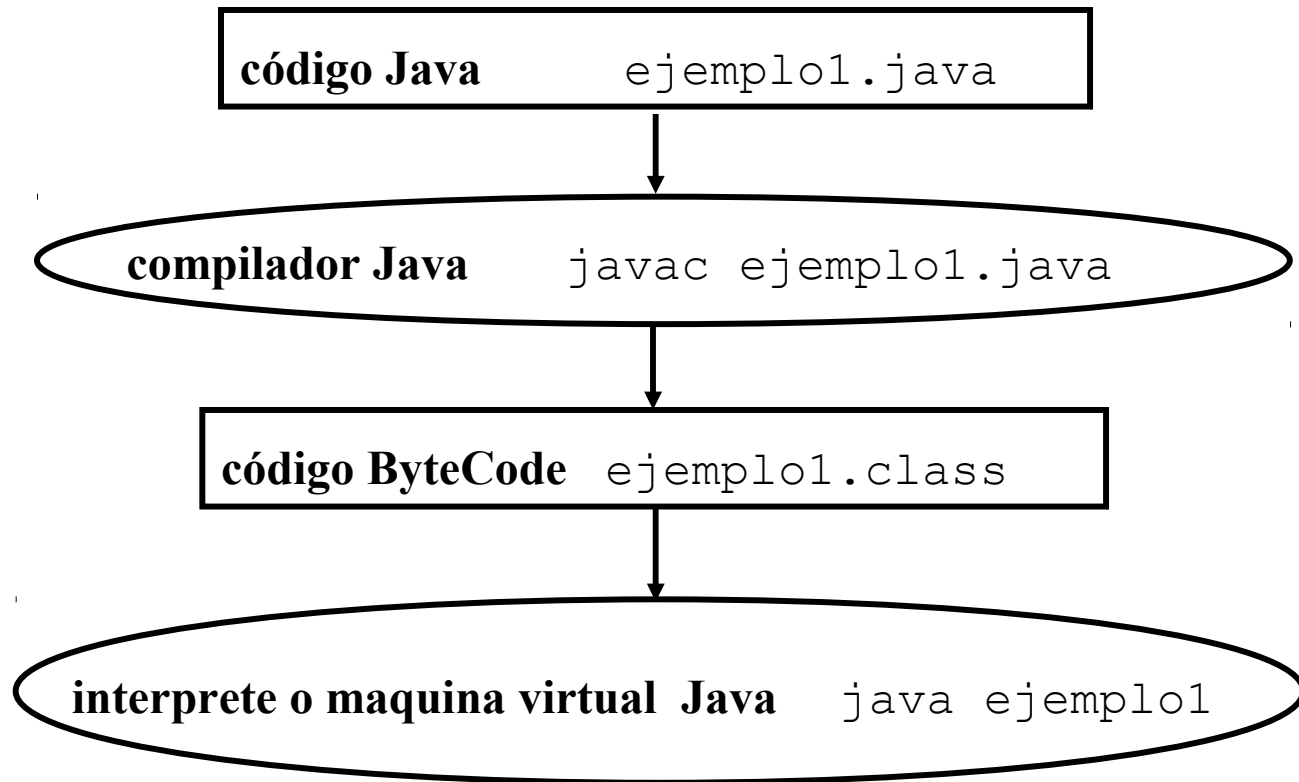 código Java ejemplo1.java
compilador Java javac ejemplo1.java
código ByteCode ejemplo1.class
interprete o maquina virtual Java java ejemplo1